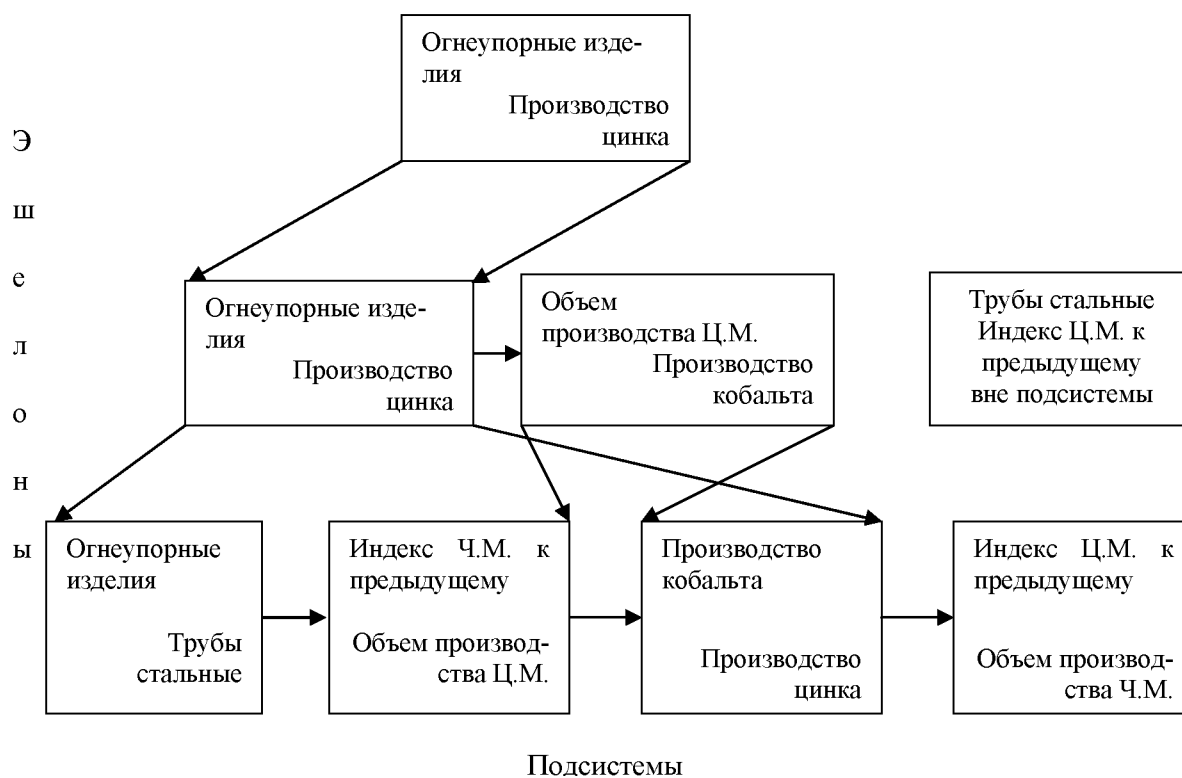 Огнеупорные изде-
лия
Производство
цинка
Эшелоны
Огнеупорные изде-
лия
Производство
цинка
Объем
производства Ц.М.
Производство
кобальта
Трубы стальные
Индекс Ц.М. к
предыдущему
вне подсистемы
Огнеупорные
изделия
Трубы
стальные
Индекс Ч.М. к
предыдущему
Объем производ-
ства Ц.М.
Производство
кобальта
Производство
цинка
Индекс Ц.М. к
предыдущему
Объем производ-
ства Ч.М.
Подсистемы